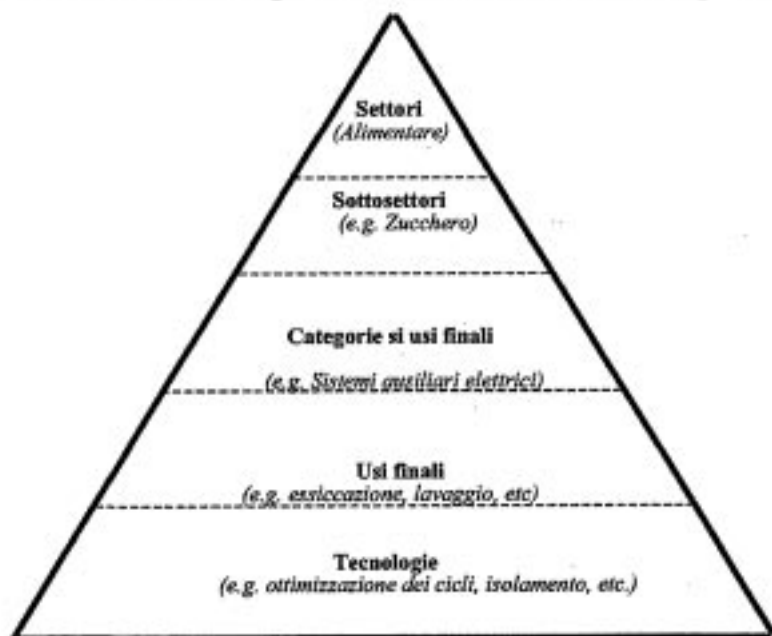 Settori
(Alimentare)
Sottosettori
(e.g. Zucchero)
Categorie si usi finali
(e.g. Sistemi ausiliari elettrici)
Usi finali
(e.g. essiccazione, lavaggio, etc)
Tecnologie
(e.g. ottimizzazione dei cicli, isolamento, etc.)